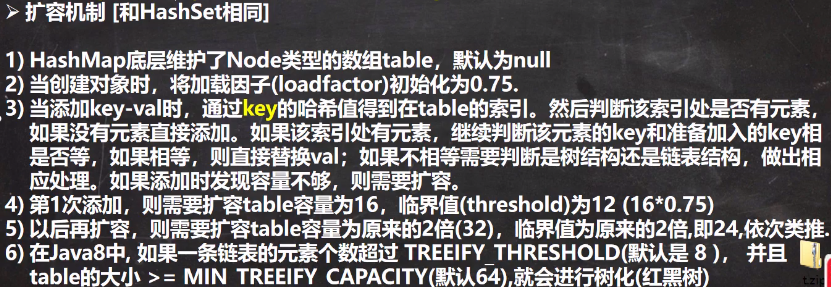 ➢ 扩容机制 [和HashSet相同]
1) HashMap底层维护了Node类型的数组table，默认为null
2) 当创建对象时，将加载因子(loadfactor)初始化为0.75.
3) 当添加key-val时，通过key的哈希值得到在table的索引。然后判断该索引处是否有元素，
如果没有元素直接添加。如果该索引处有元素，继续判断该元素的key和准备加入的key相
是否等，如果相等，则直接替换val；如果不相等需要判断是树结构还是链表结构，做出相
应处理。如果添加时发现容量不够，则需要扩容。
4) 第1次添加，则需要扩容table容量为16，临界值(threshold)为12 (16*0.75)
5) 以后再扩容，则需要扩容table容量为原来的2倍(32)，临界值为原来的2倍,即24,依次类推.
6) 在Java8中, 如果一条链表的元素个数超过 TREEIFY_THRESHOLD(默认是 8 )，并且
table的大小 >= MIN_TREEIFY_CAPACITY(默认64),就会进行树化(红黑树)
t.zip